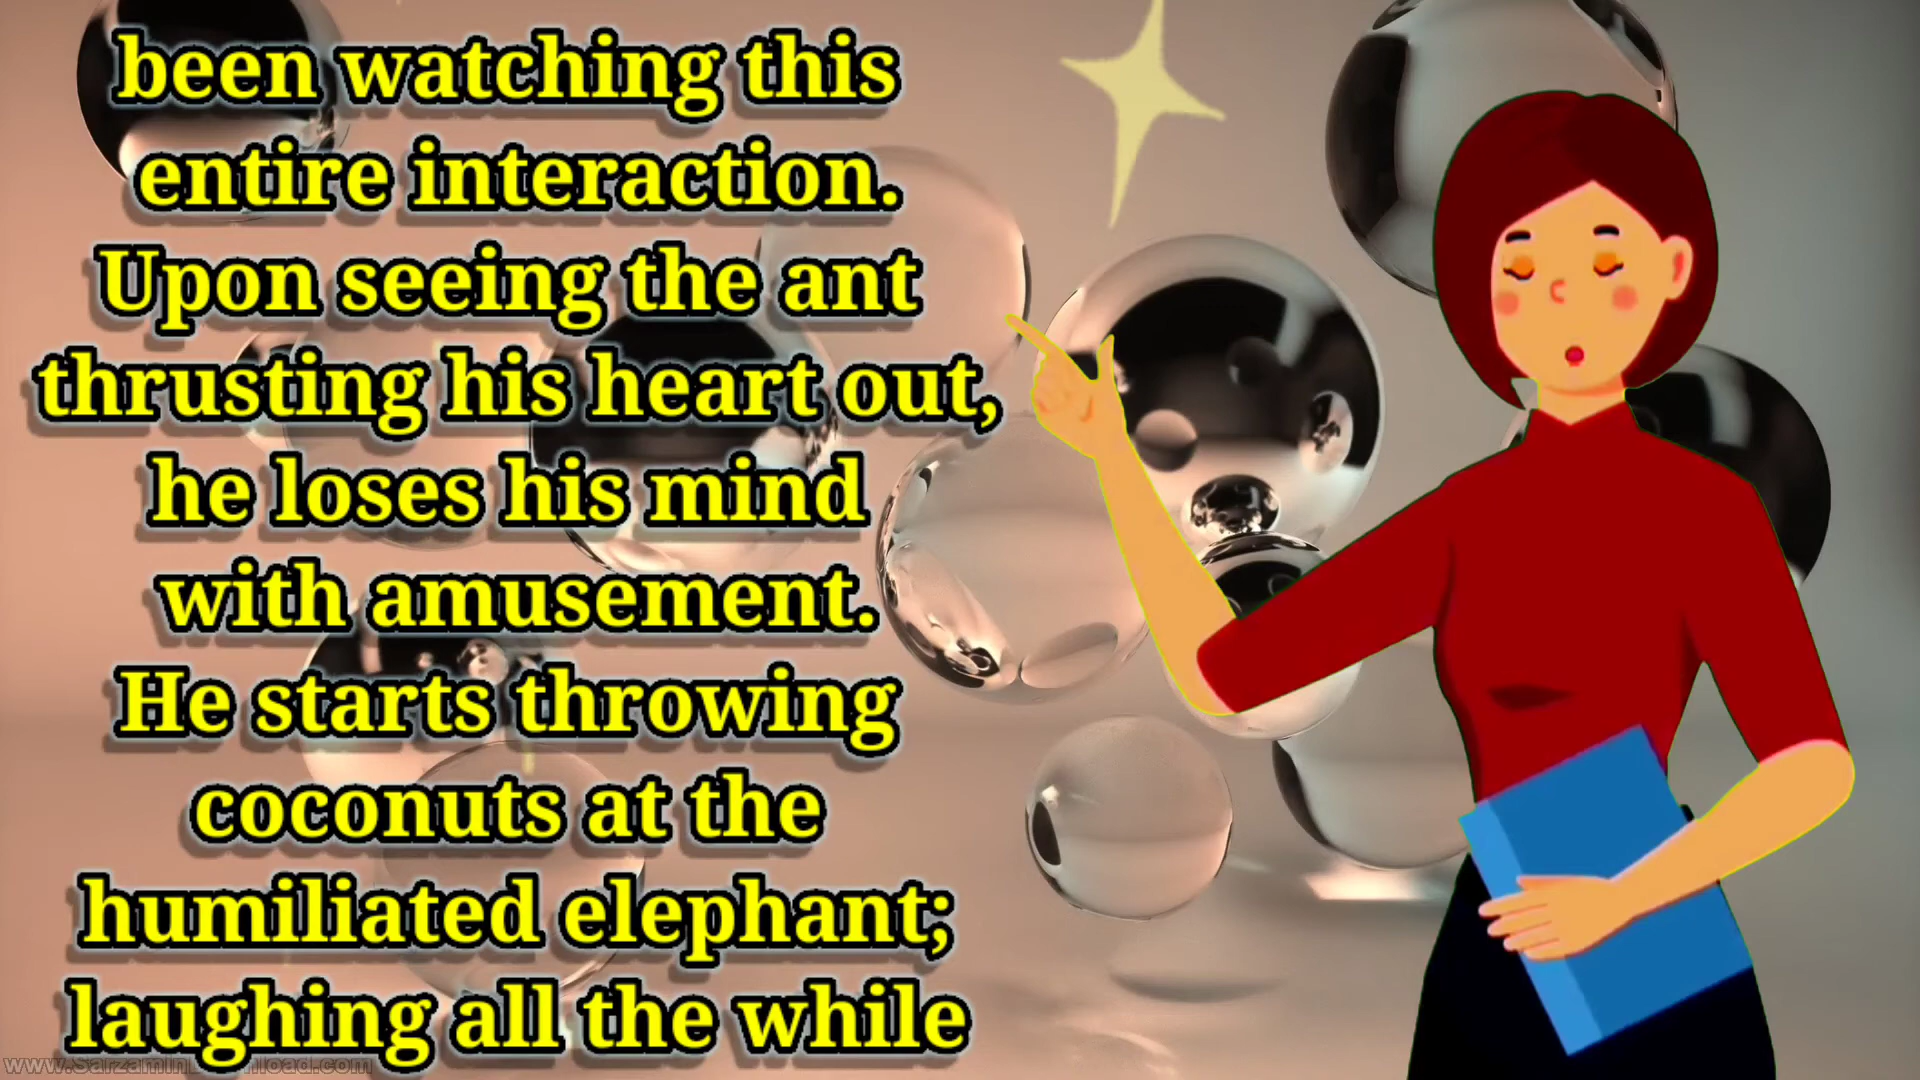 been watching this
entire interaction.
Upon seeing the ant
thrusting his heart out,
he loses his mind
with amusement.
He starts throwing
coconuts at the
humiliated elephant;
laughing all the while